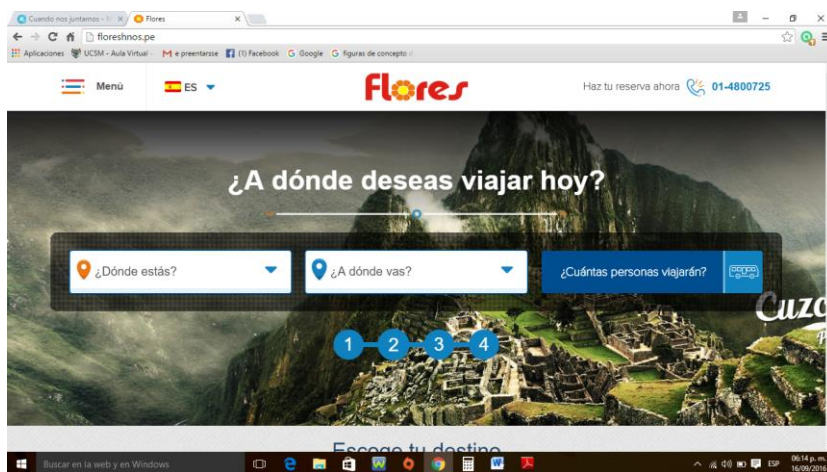 Cuando nos juntamos -
Flores
floreshnos.pe
Aplicaciones UCSM - Aula Virtual - M e preentarsse (1) Facebook Google figuras de concepto d
Menú
ES
Flores
Haz tu reserva ahora 01-4800725
¿A dónde deseas viajar hoy?
¿Dónde estás?
¿A dónde vas?
¿Cuántas personas viajarán?
Cuzc
P
1 2 3 4
Escoge tu destino
Buscar en la web y en Windows
ESP
06:14 p. m.
16/09/2016